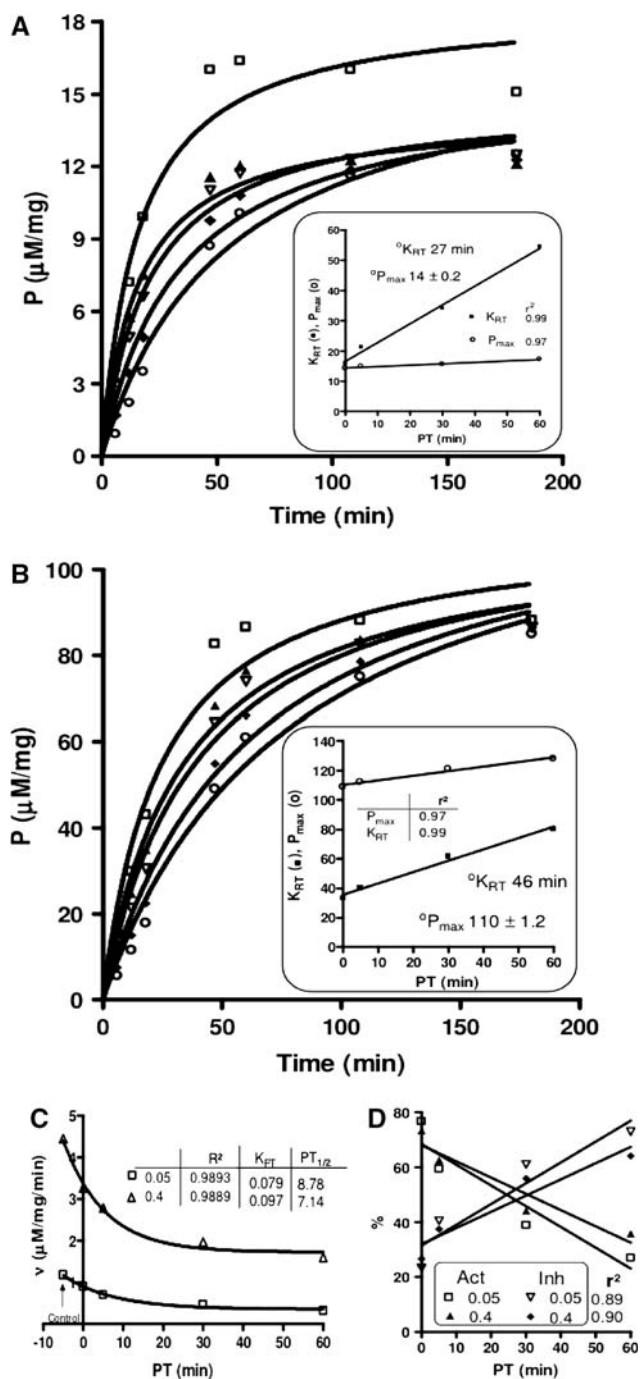 A
P (µM/mg)
18
15
12
9
6
3
0
0 50 100 150 200
Time (min)
K_RT (▪), P_max (o)
60
50
40
30
20
10
0
0 10 20 30 40 50 60
PT (min)
°K_RT 27 min
°P_max 14 ± 0.2
r²
▪ K_RT 0.99
o P_max 0.97
B
P (µM/mg)
100
80
60
40
20
0
0 50 100 150 200
Time (min)
K_RT (▪), P_max (o)
140
120
100
80
60
40
20
0
0 10 20 30 40 50 60
PT (min)
r²
P_max 0.97
K_RT 0.99
°K_RT 46 min
°P_max 110 ± 1.2
C
ν (µM/mg/min)
5
4
3
2
1
-10 0 10 20 30 40 50 60
PT (min)
R² K_PT PT_1/2
□ 0.05 0.9893 0.079 8.78
△ 0.4 0.9889 0.097 7.14
Control
D
%
80
60
40
20
0
0 10 20 30 40 50 60
PT (min)
Act Inh r²
□ 0.05 ▽ 0.05 0.89
▲ 0.4 ◆ 0.4 0.90